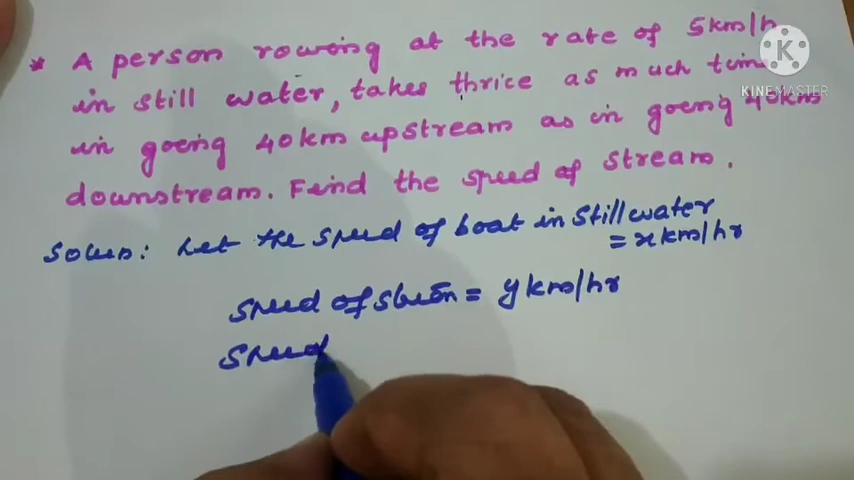 * A person rowing at the rate of 5km/h
in still water, takes thrice as much time
in going 40km upstream as in going 40km
downstream. Find the speed of stream.
Soln: Let the speed of boat in still water
= x km/hr
speed of stream = y km/hr
Speed
K
KINEMASTER